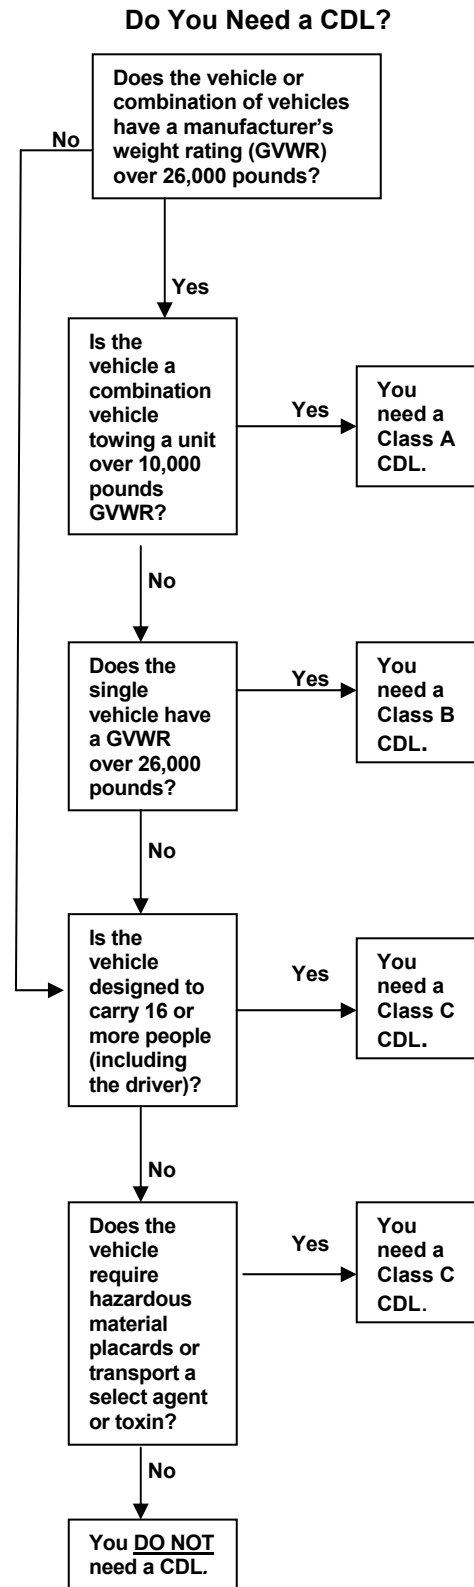 Do You Need a CDL?
Does the vehicle or
combination of vehicles
have a manufacturer's
weight rating (GVWR)
over 26,000 pounds?
No
Yes
Is the
vehicle a
combination
vehicle
towing a unit
over 10,000
pounds
GVWR?
Yes
You
need a
Class A
CDL.
No
Does the
single
vehicle have
a GVWR
over 26,000
pounds?
Yes
You
need a
Class B
CDL.
No
Is the
vehicle
designed to
carry 16 or
more people
(including
the driver)?
Yes
You
need a
Class C
CDL.
No
Does the
vehicle
require
hazardous
material
placards or
transport a
select agent
or toxin?
Yes
You
need a
Class C
CDL.
No
You DO NOT
need a CDL.